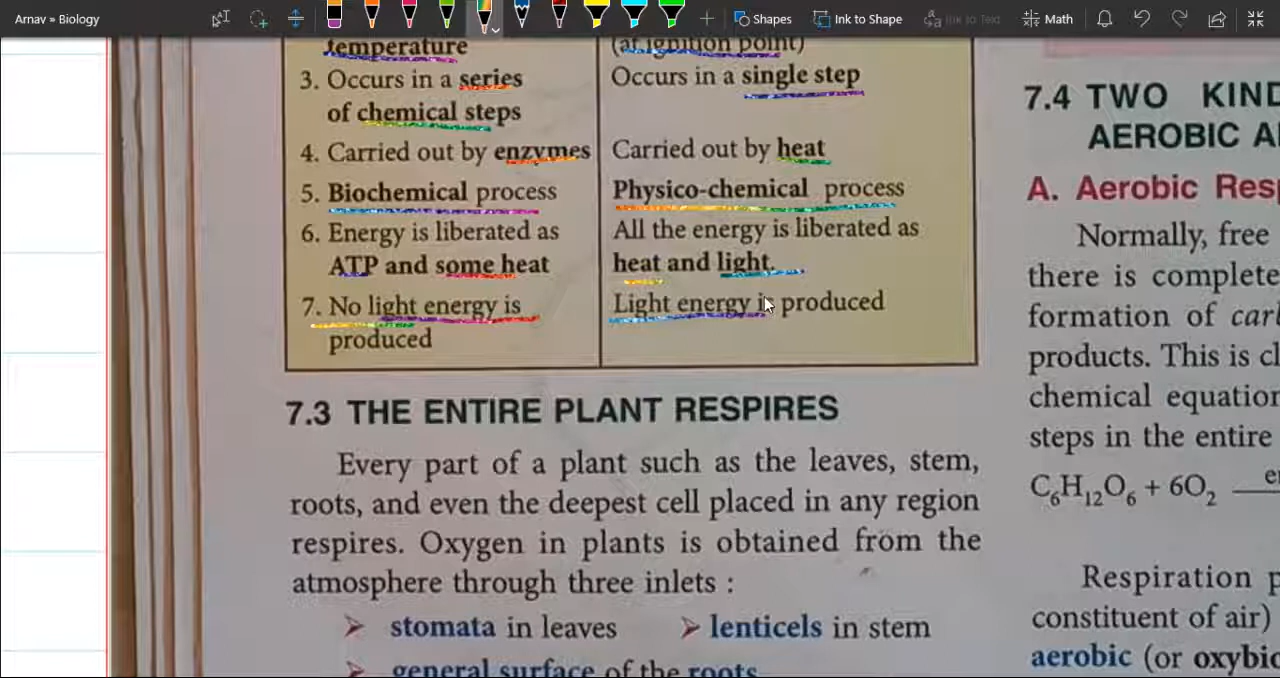 Arnav » Biology
Shapes
Ink to Shape
Ink to Text
Math
temperature
(at ignition point)
3. Occurs in a series
of chemical steps
Occurs in a single step
4. Carried out by enzymes
Carried out by heat
5. Biochemical process
Physico-chemical process
6. Energy is liberated as
ATP and some heat
All the energy is liberated as
heat and light.
7. No light energy is
produced
Light energy is produced
7.3 THE ENTIRE PLANT RESPIRES
Every part of a plant such as the leaves, stem,
roots, and even the deepest cell placed in any region
respires. Oxygen in plants is obtained from the
atmosphere through three inlets :
➢ stomata in leaves ➢ lenticels in stem
➢ general surface of the roots
7.4 TWO KIND
AEROBIC A
A. Aerobic Res
Normally, free
there is complete
formation of carb
products. This is cl
chemical equation
steps in the entire
C₆H₁₂O₆ + 6O₂
Respiration p
constituent of air)
aerobic (or oxybio